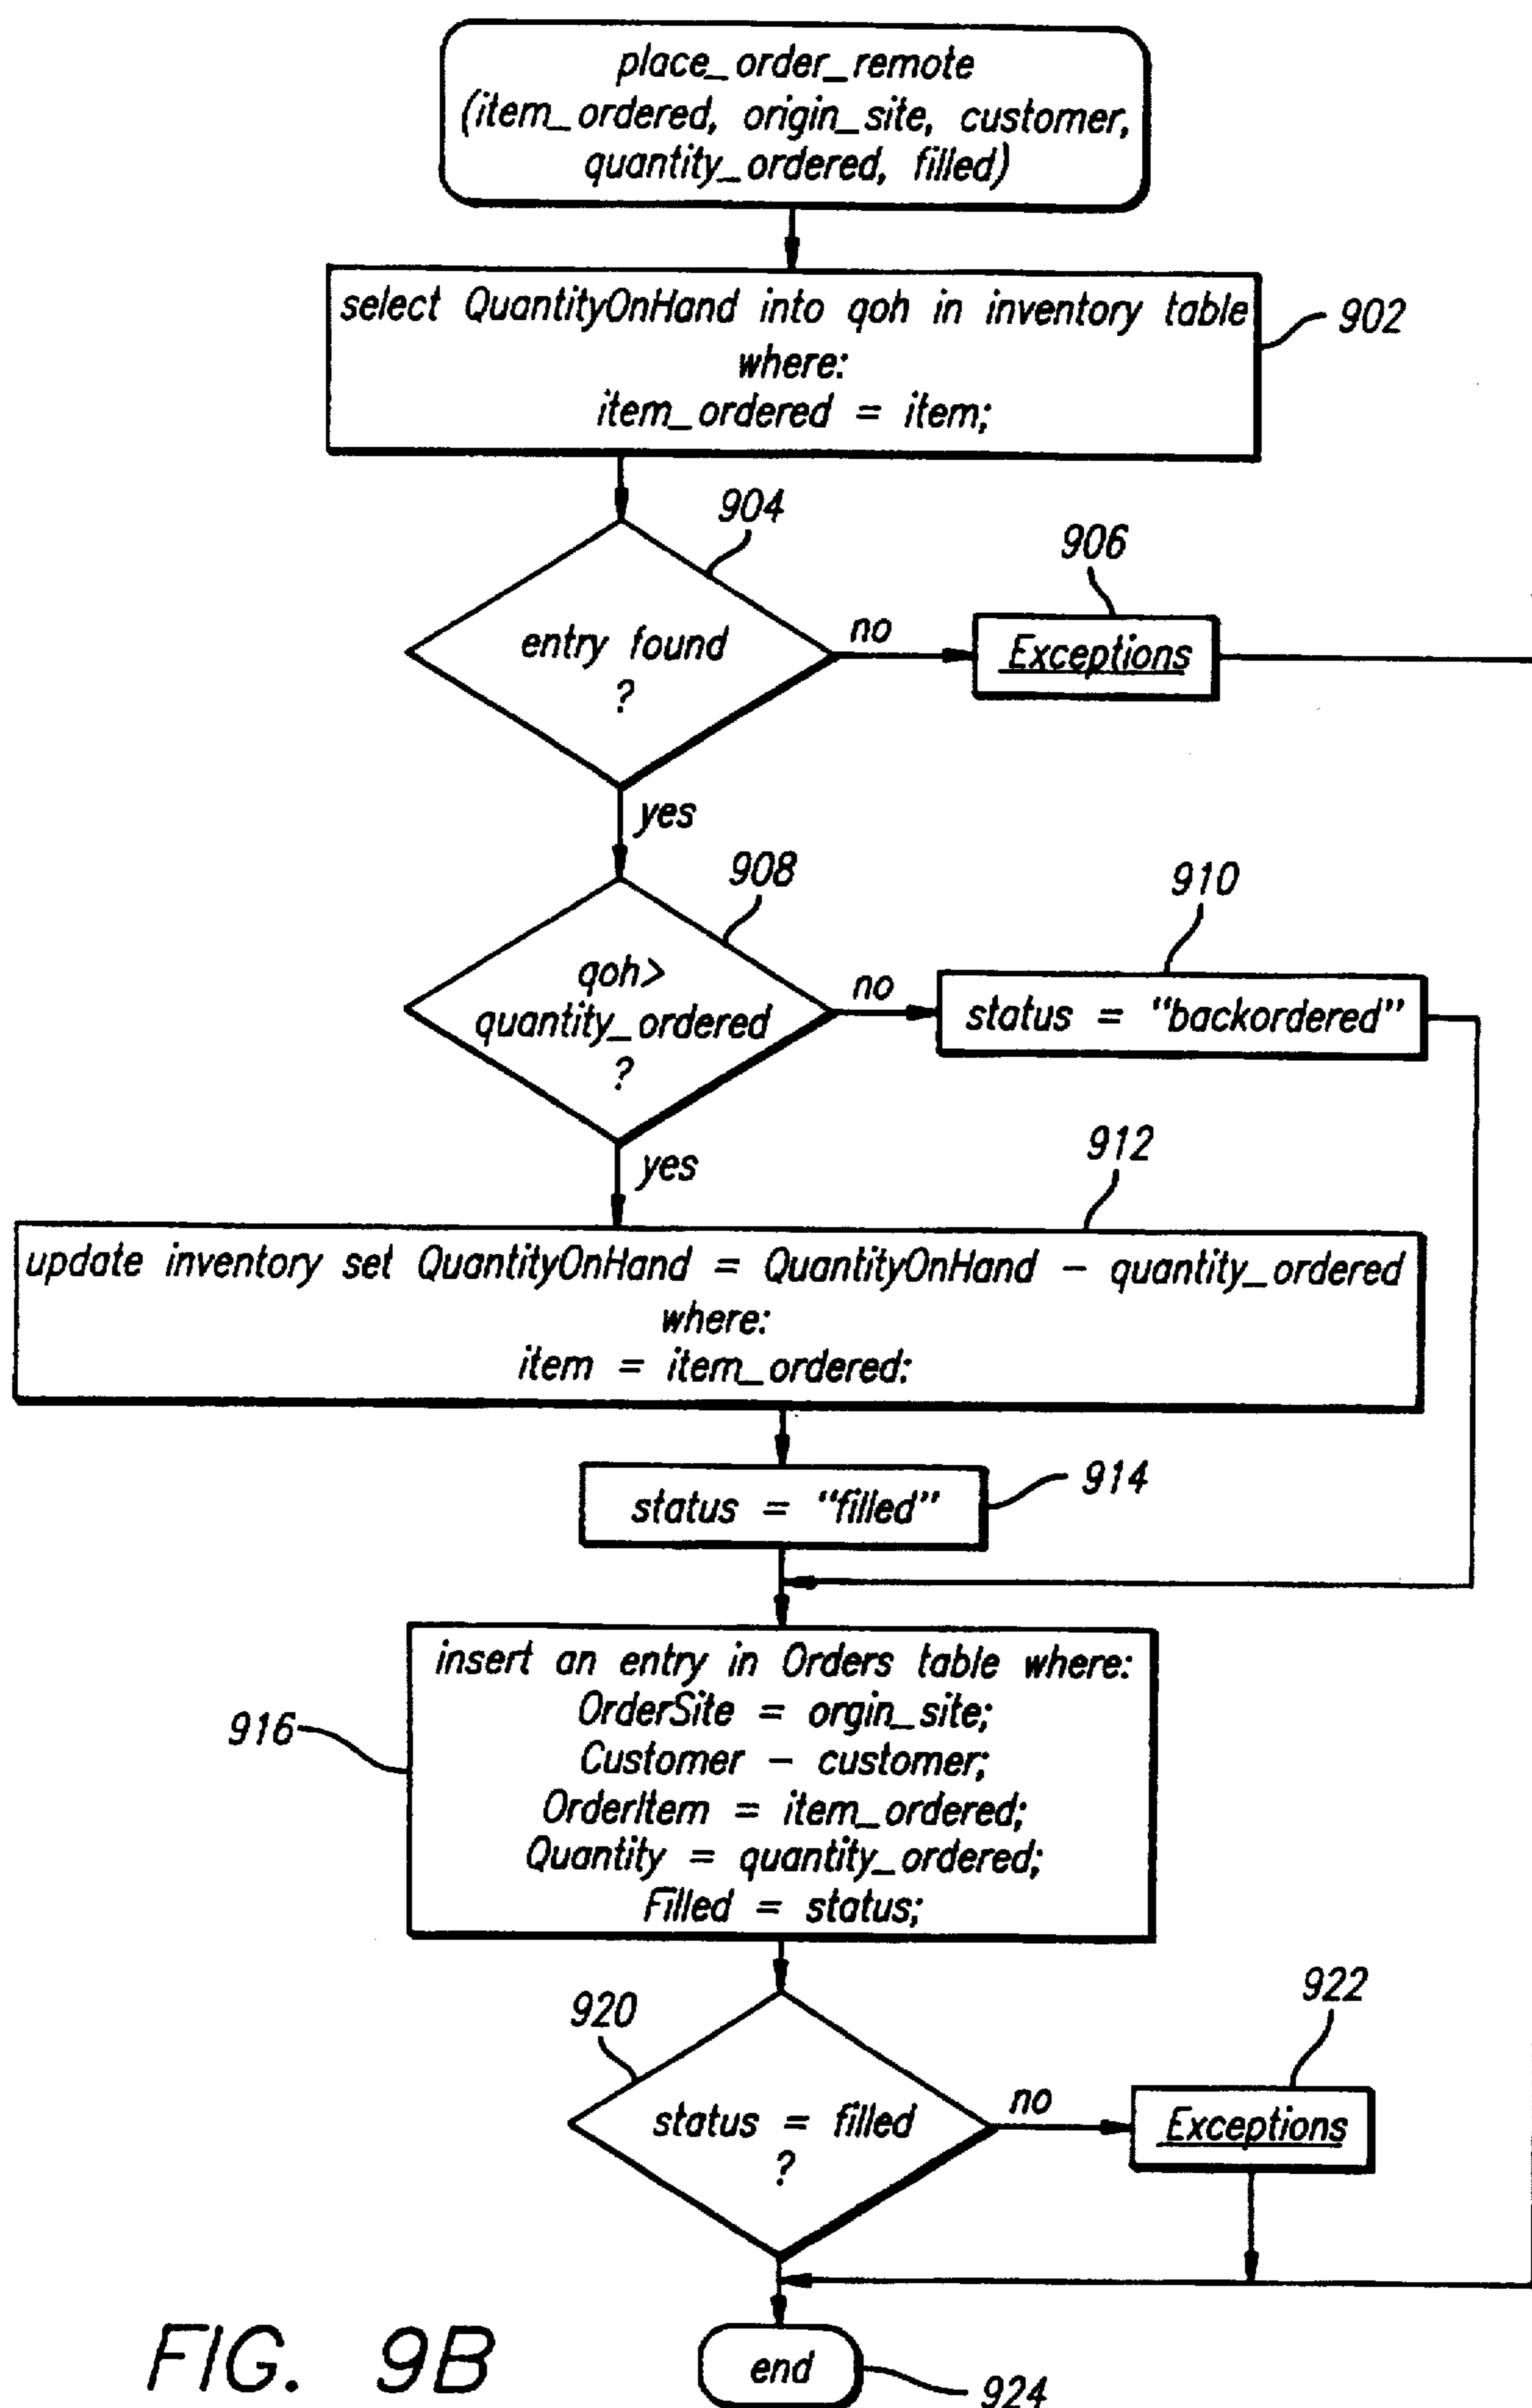 place_order_remote
(item_ordered, origin_site, customer,
quantity_ordered, filled)
select QuantityOnHand into qoh in inventory table
where:
item_ordered = item;
902
904
entry found
?
no
906
Exceptions
yes
908
qoh>
quantity_ordered
?
no
910
status = "backordered"
yes
912
update inventory set QuantityOnHand = QuantityOnHand - quantity_ordered
where:
item = item_ordered:
status = "filled"
914
insert an entry in Orders table where:
OrderSite = orgin_site;
Customer - customer;
OrderItem = item_ordered;
Quantity = quantity_ordered;
Filled = status;
916
920
status = filled
?
no
922
Exceptions
end
924
FIG. 9B